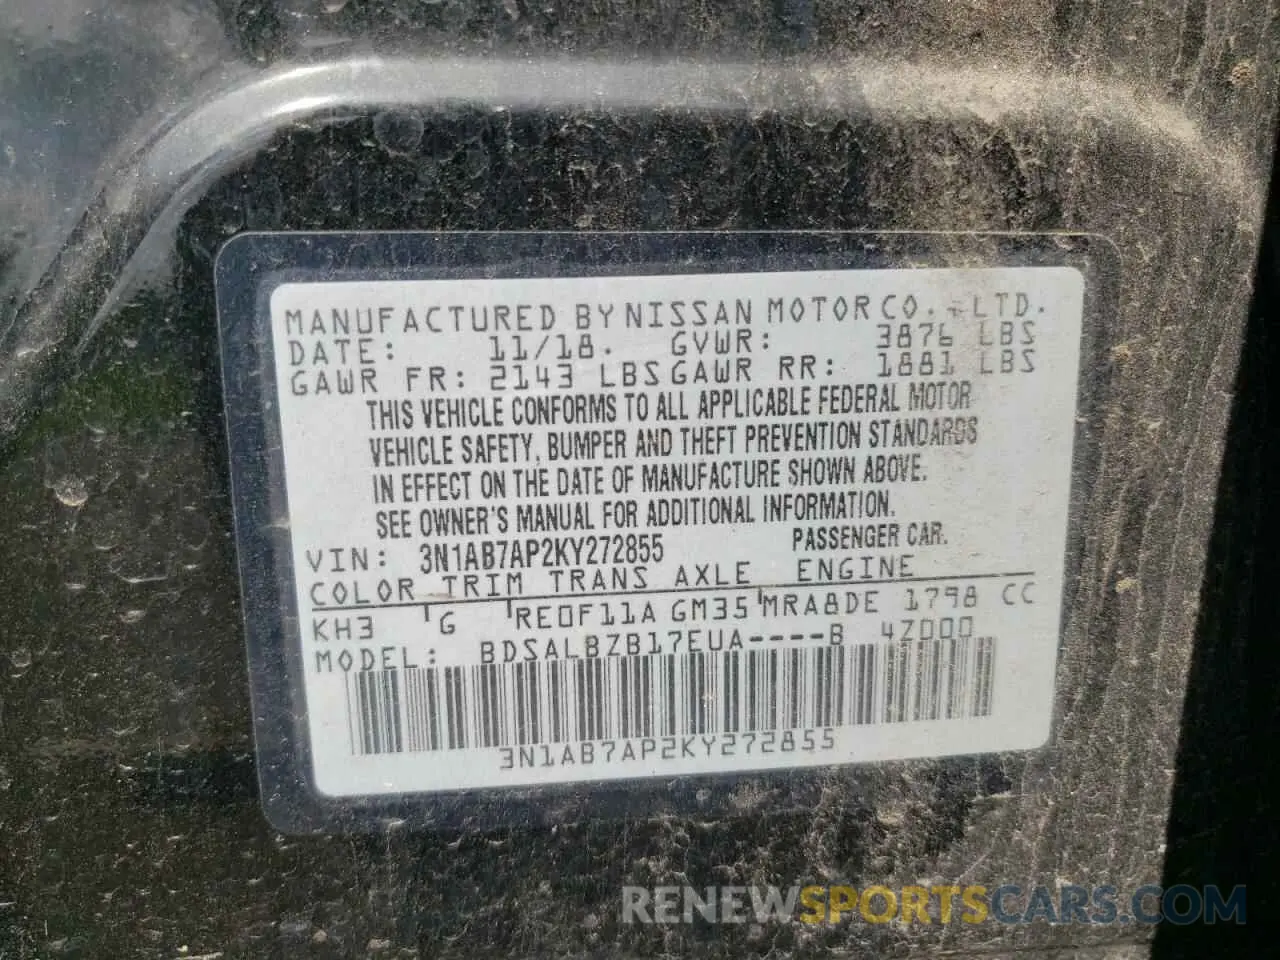 MANUFACTURED BY NISSAN MOTOR CO., LTD.
DATE: 11/18. GVWR: 3876 LBS
GAWR FR: 2143 LBS GAWR RR: 1881 LBS
THIS VEHICLE CONFORMS TO ALL APPLICABLE FEDERAL MOTOR
VEHICLE SAFETY, BUMPER AND THEFT PREVENTION STANDARDS
IN EFFECT ON THE DATE OF MANUFACTURE SHOWN ABOVE.
SEE OWNER'S MANUAL FOR ADDITIONAL INFORMATION.
VIN: 3N1AB7AP2KY272855 PASSENGER CAR.
COLOR TRIM TRANS AXLE ENGINE
KH3 G RE0F11A GM35 MRA8DE 1798 CC
MODEL: BDSALBZB17EUA----B 4Z000
3N1AB7AP2KY272855
RENEWSPORTSCARS.COM